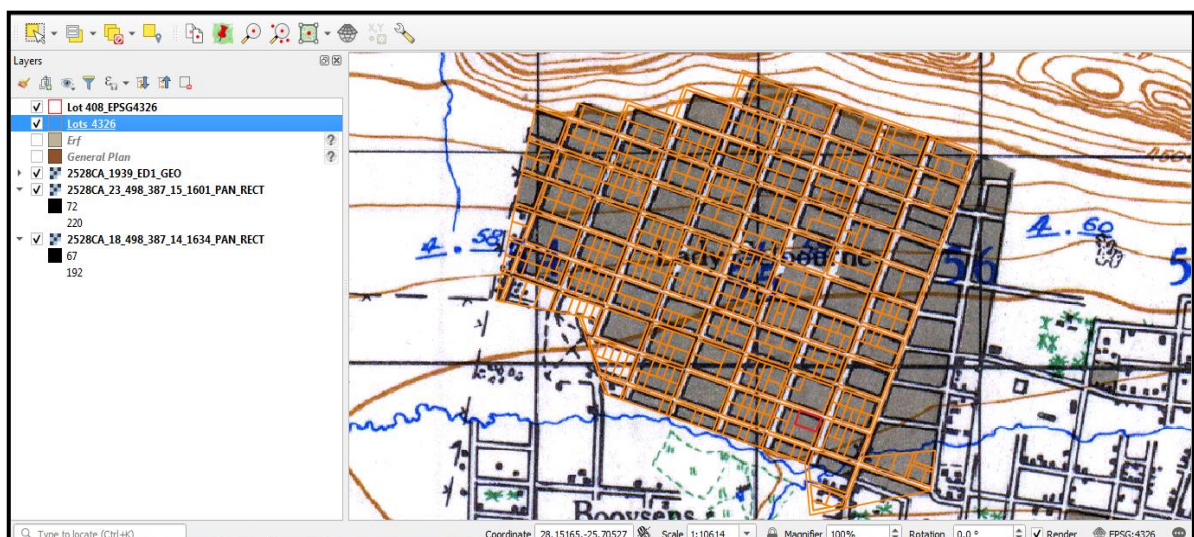 X,Y
Layers
Lot 408_EPSG4326
Lots 4326
Erf
?
General Plan
?
2528CA_1939_ED1_GEO
2528CA_23_498_387_15_1601_PAN_RECT
72
220
2528CA_18_498_387_14_1634_PAN_RECT
67
192
4.58
56
4.60
5
Booysens
Type to locate (Ctrl+K)
Coordinate 28.15165,-25.70527 Scale 1:10614 Magnifier 100% Rotation 0.0 ° Render EPSG:4326